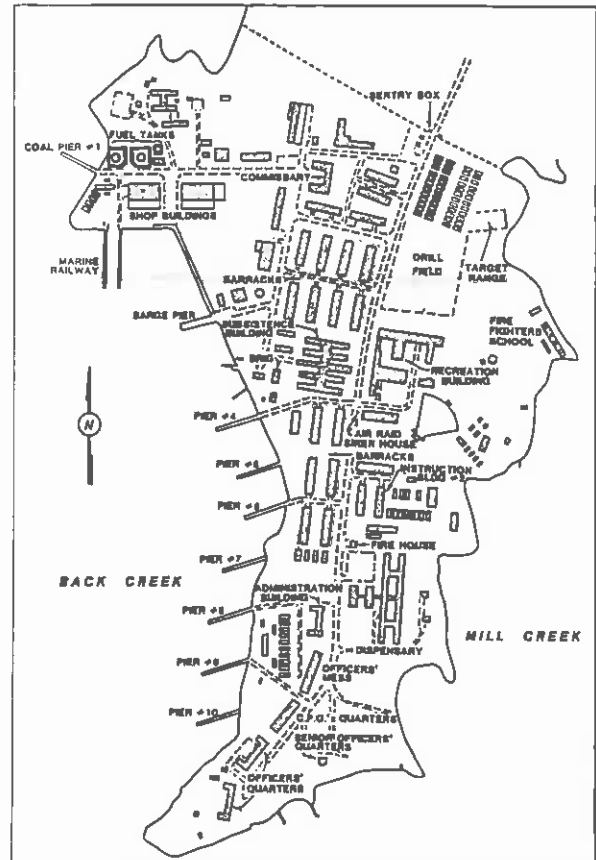 SENTRY BOX
FUEL TANKS
COAL PIER #1
COMMISSARY
SHOP BUILDINGS
MARINE
RAILWAY
DRILL
FIELD
TARGET
RANGE
BARRACKS
BARGE PIER
SUBSISTENCE
BUILDING
FIRE
FIGHTERS
SCHOOL
BRIG
RECREATION
BUILDING
N
PIER #4
AIR RAID
SIREN HOUSE
BARRACKS
INSTRUCTION
PIER
PIER
FIRE HOUSE
PIER #7
BACK CREEK
ADMINISTRATION
BUILDING
PIER
MILL CREEK
DISPENSARY
PIER
OFFICERS'
MESS
PIER #10
C.P.O. QUARTERS
SENIOR OFFICERS'
QUARTERS
OFFICERS'
QUARTERS